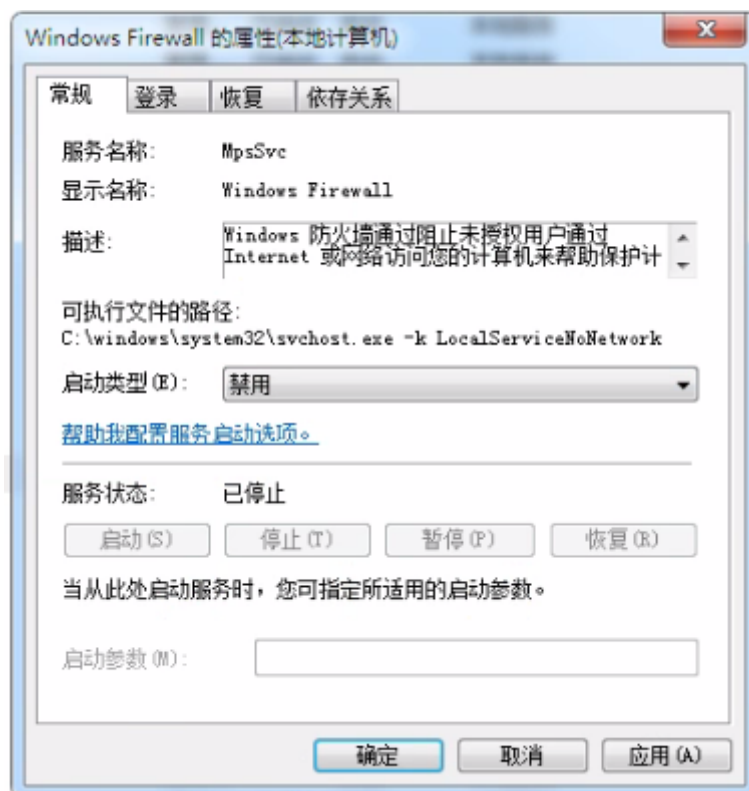 Windows Firewall 的属性(本地计算机)
常规 登录 恢复 依存关系
服务名称: MpsSvc
显示名称: Windows Firewall
描述: Windows 防火墙通过阻止未授权用户通过
Internet 或网络访问您的计算机来帮助保护计
可执行文件的路径:
C:\windows\system32\svchost.exe -k LocalServiceNoNetwork
启动类型(E): 禁用
帮助我配置服务启动选项。
服务状态: 已停止
启动(S) 停止(T) 暂停(P) 恢复(R)
当从此处启动服务时，您可指定所适用的启动参数。
启动参数(M):
确定 取消 应用(A)